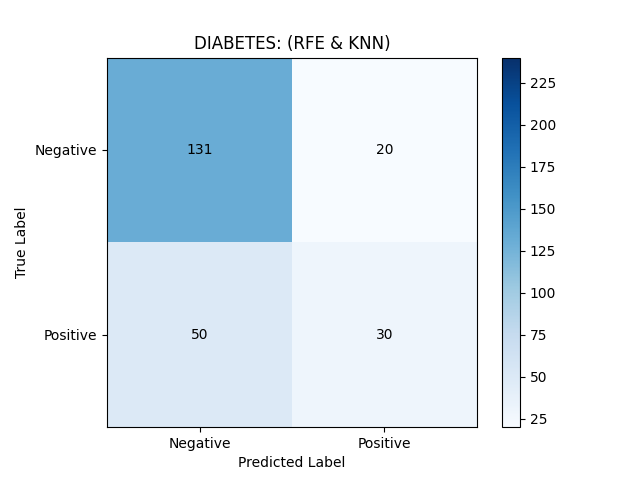 DIABETES: (RFE & KNN)
True Label
Negative
131
20
Positive
50
30
Negative
Positive
Predicted Label
225
200
175
150
125
100
75
50
25